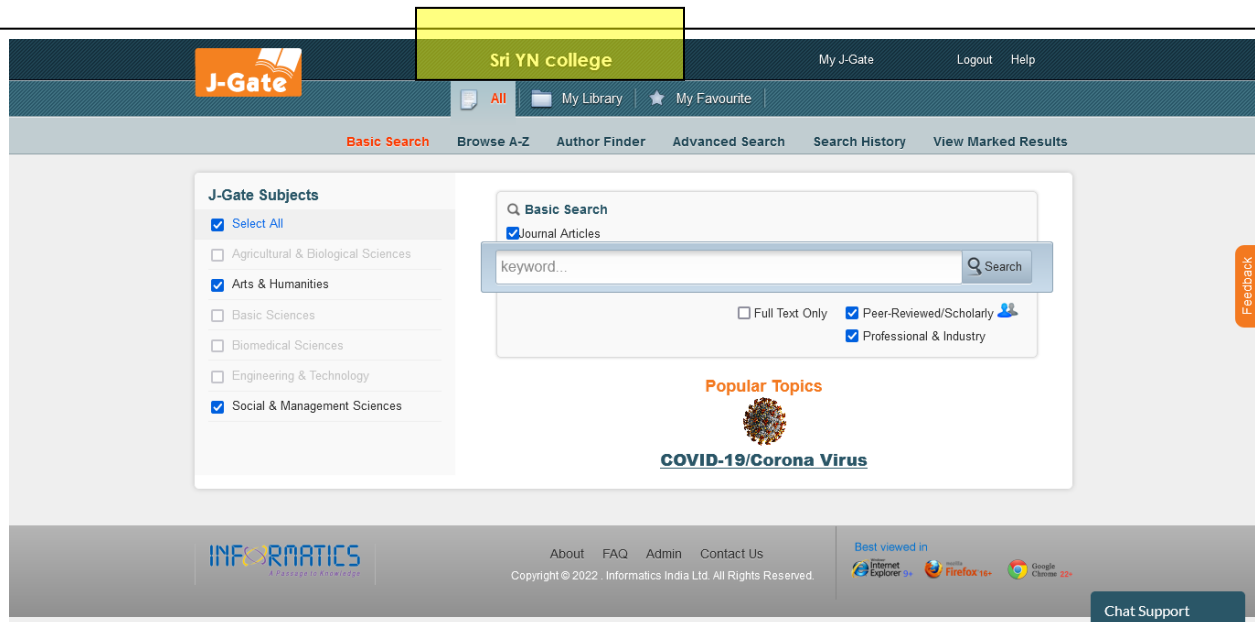 Sri YN college
J-Gate
My J-Gate
Logout
Help
All
My Library
My Favourite
Basic Search
Browse A-Z
Author Finder
Advanced Search
Search History
View Marked Results
J-Gate Subjects
Select All
Agricultural & Biological Sciences
Arts & Humanities
Basic Sciences
Biomedical Sciences
Engineering & Technology
Social & Management Sciences
Basic Search
Journal Articles
keyword...
Search
Full Text Only
Peer-Reviewed/Scholarly
Professional & Industry
Popular Topics
COVID-19/Corona Virus
Feedback
INFORMATICS
A Passage to Knowledge
About
FAQ
Admin
Contact Us
Copyright © 2022 . Informatics India Ltd. All Rights Reserved.
Best viewed in
Windows
Internet
Explorer 9+
mozilla
Firefox 16+
Google
Chrome 22+
Chat Support